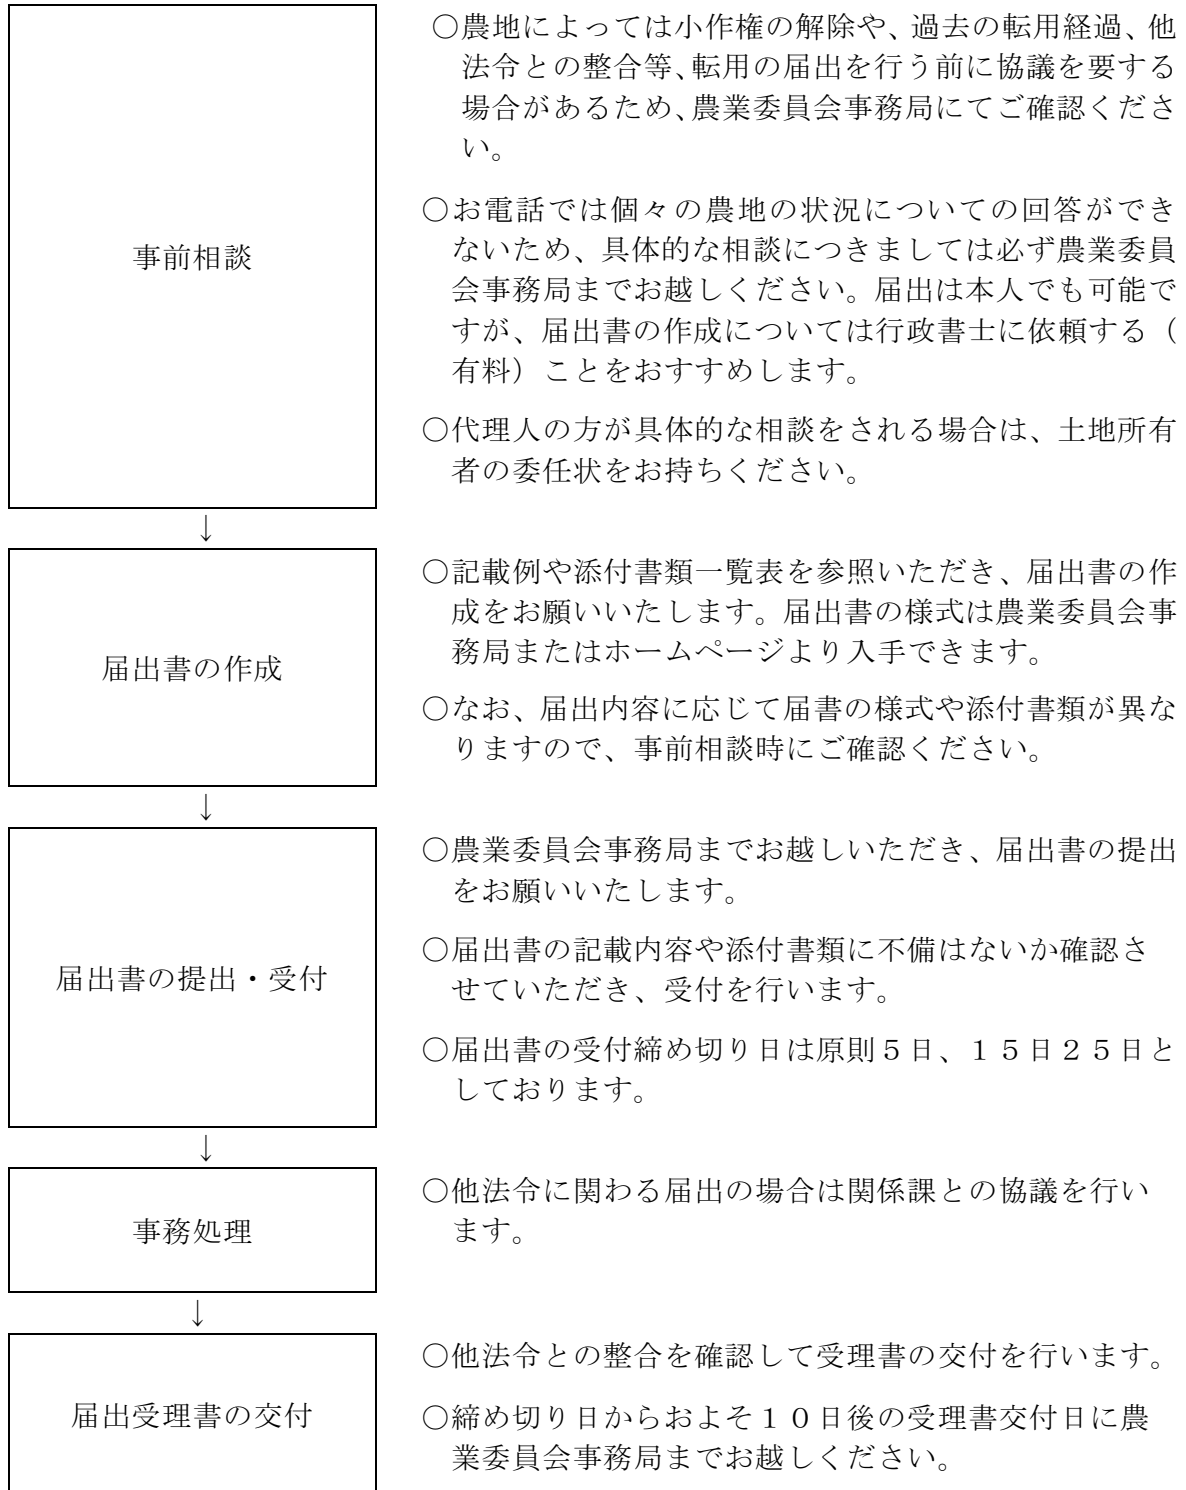 事前相談
○農地によっては小作権の解除や、過去の転用経過、他
法令との整合等、転用の届出を行う前に協議を要する
場合があるため、農業委員会事務局にてご確認くださ
い。
○お電話では個々の農地の状況についての回答ができ
ないため、具体的な相談につきましては必ず農業委員
会事務局までお越しください。届出は本人でも可能で
すが、届出書の作成については行政書士に依頼する（
有料）ことをおすすめします。
○代理人の方が具体的な相談をされる場合は、土地所有
者の委任状をお持ちください。
↓
届出書の作成
○記載例や添付書類一覧表を参照いただき、届出書の作
成をお願いいたします。届出書の様式は農業委員会事
務局またはホームページより入手できます。
○なお、届出内容に応じて届書の様式や添付書類が異な
りますので、事前相談時にご確認ください。
↓
届出書の提出・受付
○農業委員会事務局までお越しいただき、届出書の提出
をお願いいたします。
○届出書の記載内容や添付書類に不備はないか確認さ
せていただき、受付を行います。
○届出書の受付締め切り日は原則５日、１５日２５日と
しております。
↓
事務処理
○他法令に関わる届出の場合は関係課との協議を行い
ます。
↓
届出受理書の交付
○他法令との整合を確認して受理書の交付を行います。
○締め切り日からおよそ１０日後の受理書交付日に農
業委員会事務局までお越しください。